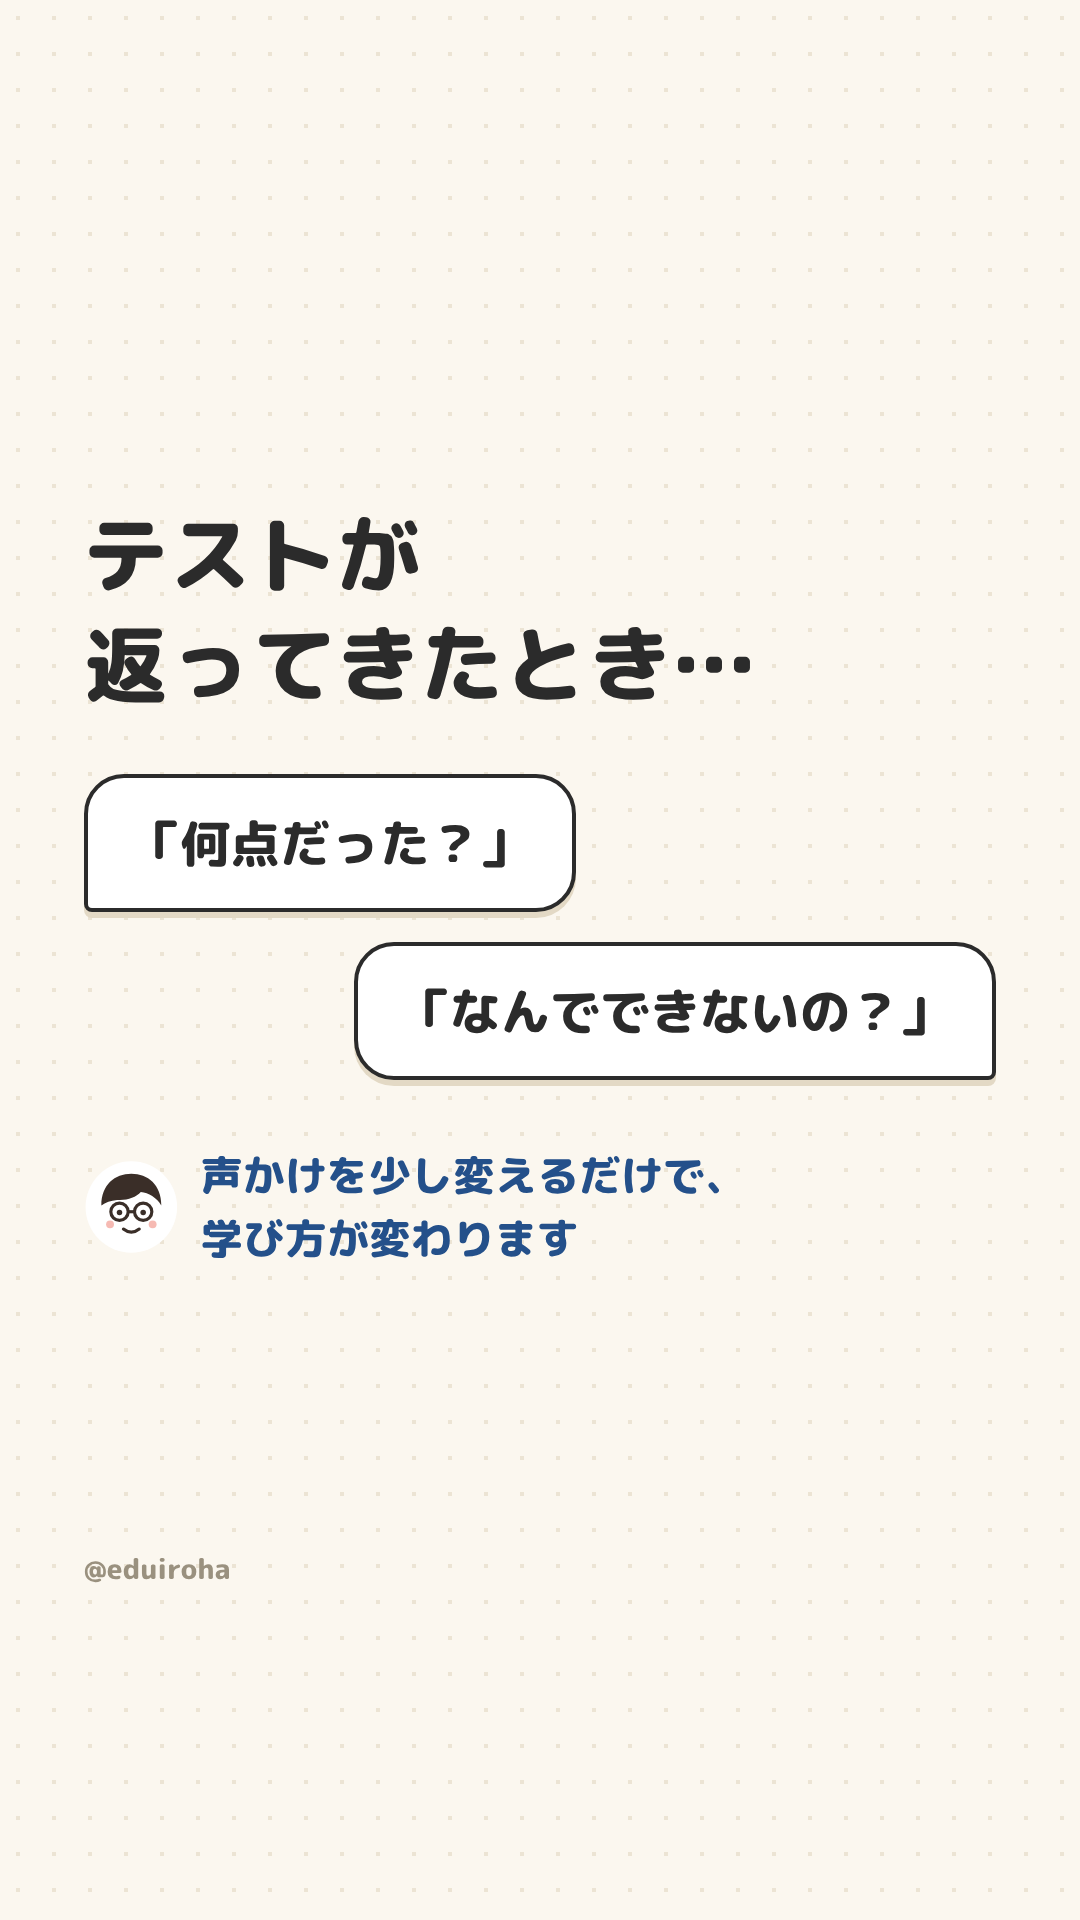 テストが
返ってきたとき…
「何点だった？」
「なんでできないの？」
声かけを少し変えるだけで、
学び方が変わります
@eduiroha